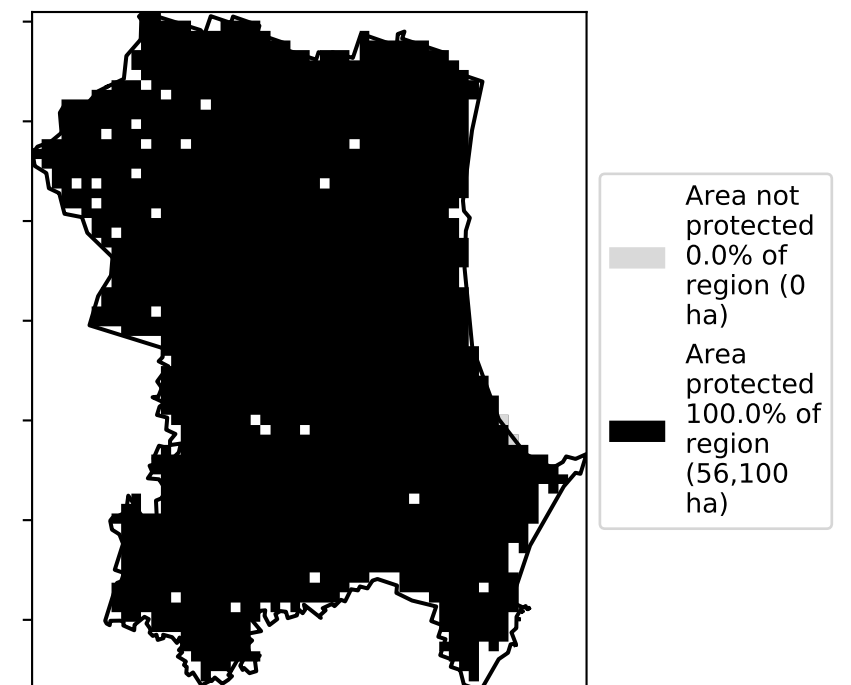 Area not
protected
0.0% of
region (0
ha)
Area
protected
100.0% of
region
(56,100
ha)